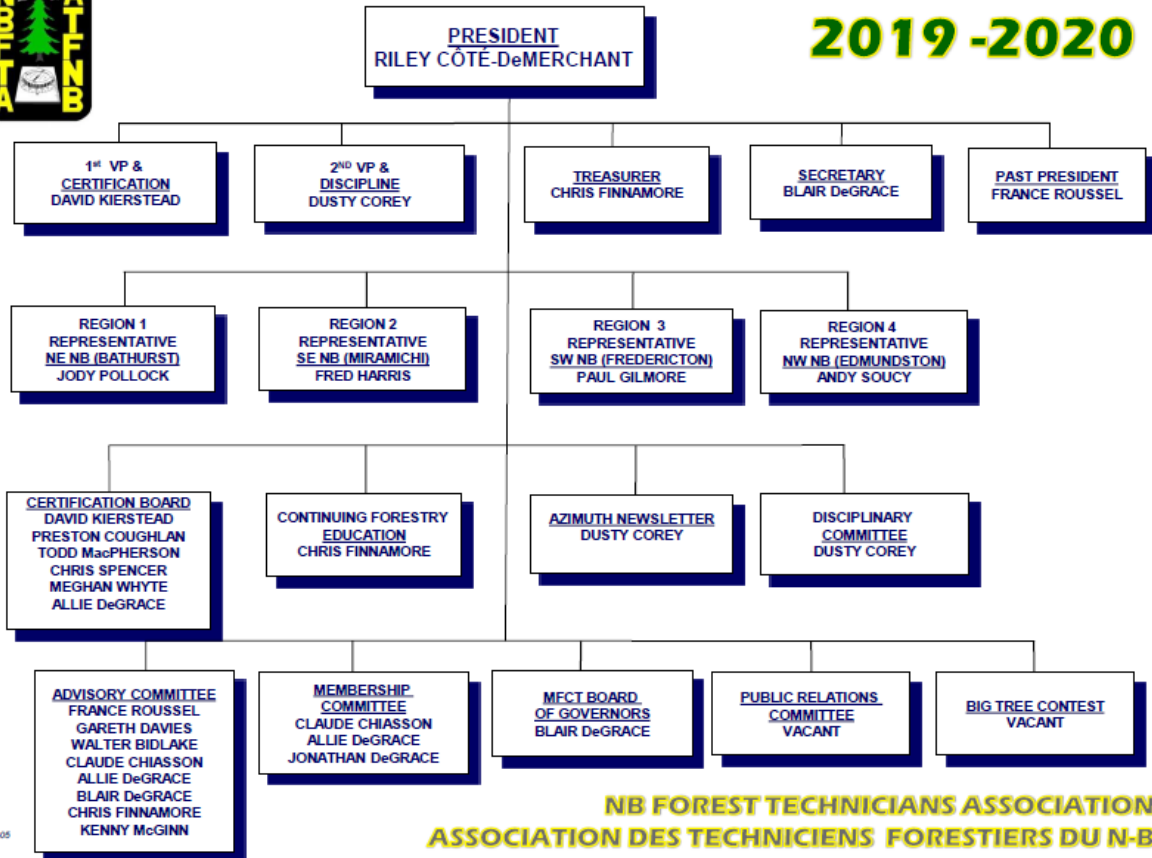 NBFTA
ATFNB
2019 -2020
PRESIDENT
RILEY CÔTÉ-DeMERCHANT
1st VP &
CERTIFICATION
DAVID KIERSTEAD
2ND VP &
DISCIPLINE
DUSTY COREY
TREASURER
CHRIS FINNAMORE
SECRETARY
BLAIR DeGRACE
PAST PRESIDENT
FRANCE ROUSSEL
REGION 1
REPRESENTATIVE
NE NB (BATHURST)
JODY POLLOCK
REGION 2
REPRESENTATIVE
SE NB (MIRAMICHI)
FRED HARRIS
REGION 3
REPRESENTATIVE
SW NB (FREDERICTON)
PAUL GILMORE
REGION 4
REPRESENTATIVE
NW NB (EDMUNDSTON)
ANDY SOUCY
CERTIFICATION BOARD
DAVID KIERSTEAD
PRESTON COUGHLAN
TODD MacPHERSON
CHRIS SPENCER
MEGHAN WHYTE
ALLIE DeGRACE
CONTINUING FORESTRY
EDUCATION
CHRIS FINNAMORE
AZIMUTH NEWSLETTER
DUSTY COREY
DISCIPLINARY
COMMITTEE
DUSTY COREY
ADVISORY COMMITTEE
FRANCE ROUSSEL
GARETH DAVIES
WALTER BIDLAKE
CLAUDE CHIASSON
ALLIE DeGRACE
BLAIR DeGRACE
CHRIS FINNAMORE
KENNY McGINN
MEMBERSHIP
COMMITTEE
CLAUDE CHIASSON
ALLIE DeGRACE
JONATHAN DeGRACE
MFCT BOARD
OF GOVERNORS
BLAIR DeGRACE
PUBLIC RELATIONS
COMMITTEE
VACANT
BIG TREE CONTEST
VACANT
05
NB FOREST TECHNICIANS ASSOCIATION
ASSOCIATION DES TECHNICIENS FORESTIERS DU N-B